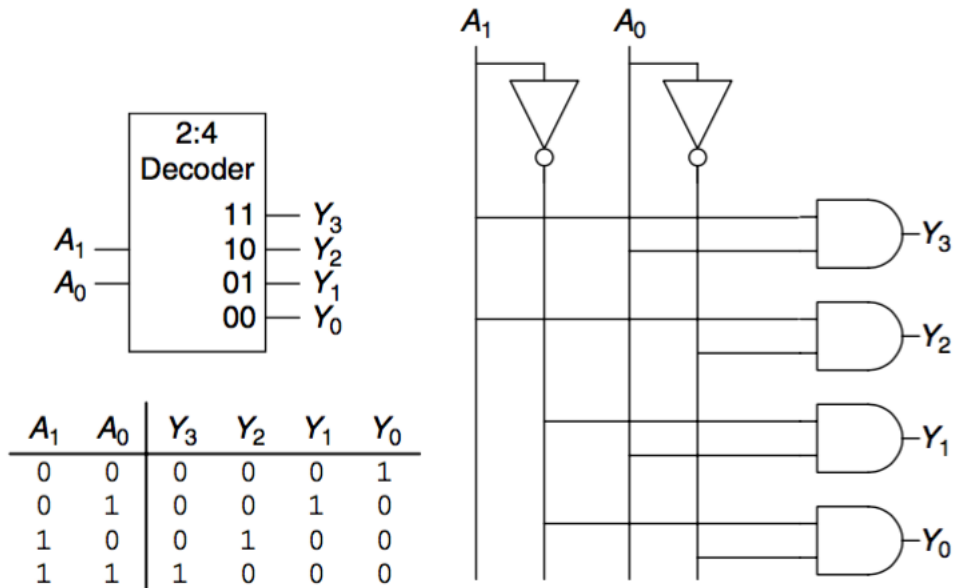 2:4
Decoder
11 Y3
A1 10 Y2
A0 01 Y1
00 Y0
A1 A0 Y3 Y2 Y1 Y0
0 0 0 0 0 1
0 1 0 0 1 0
1 0 0 1 0 0
1 1 1 0 0 0
A1 A0
Y3
Y2
Y1
Y0